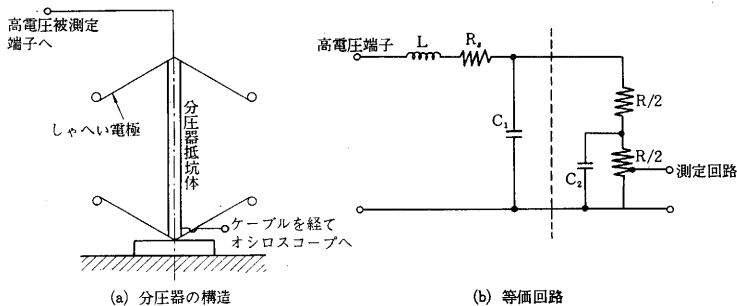 高電圧被測定
端子へ
しゃへい電極
分圧器抵抗体
ケーブルを経て
オシロスコープへ
(a) 分圧器の構造
高電圧端子
L
Rs
C1
R/2
R/2
C2
測定回路
(b) 等価回路